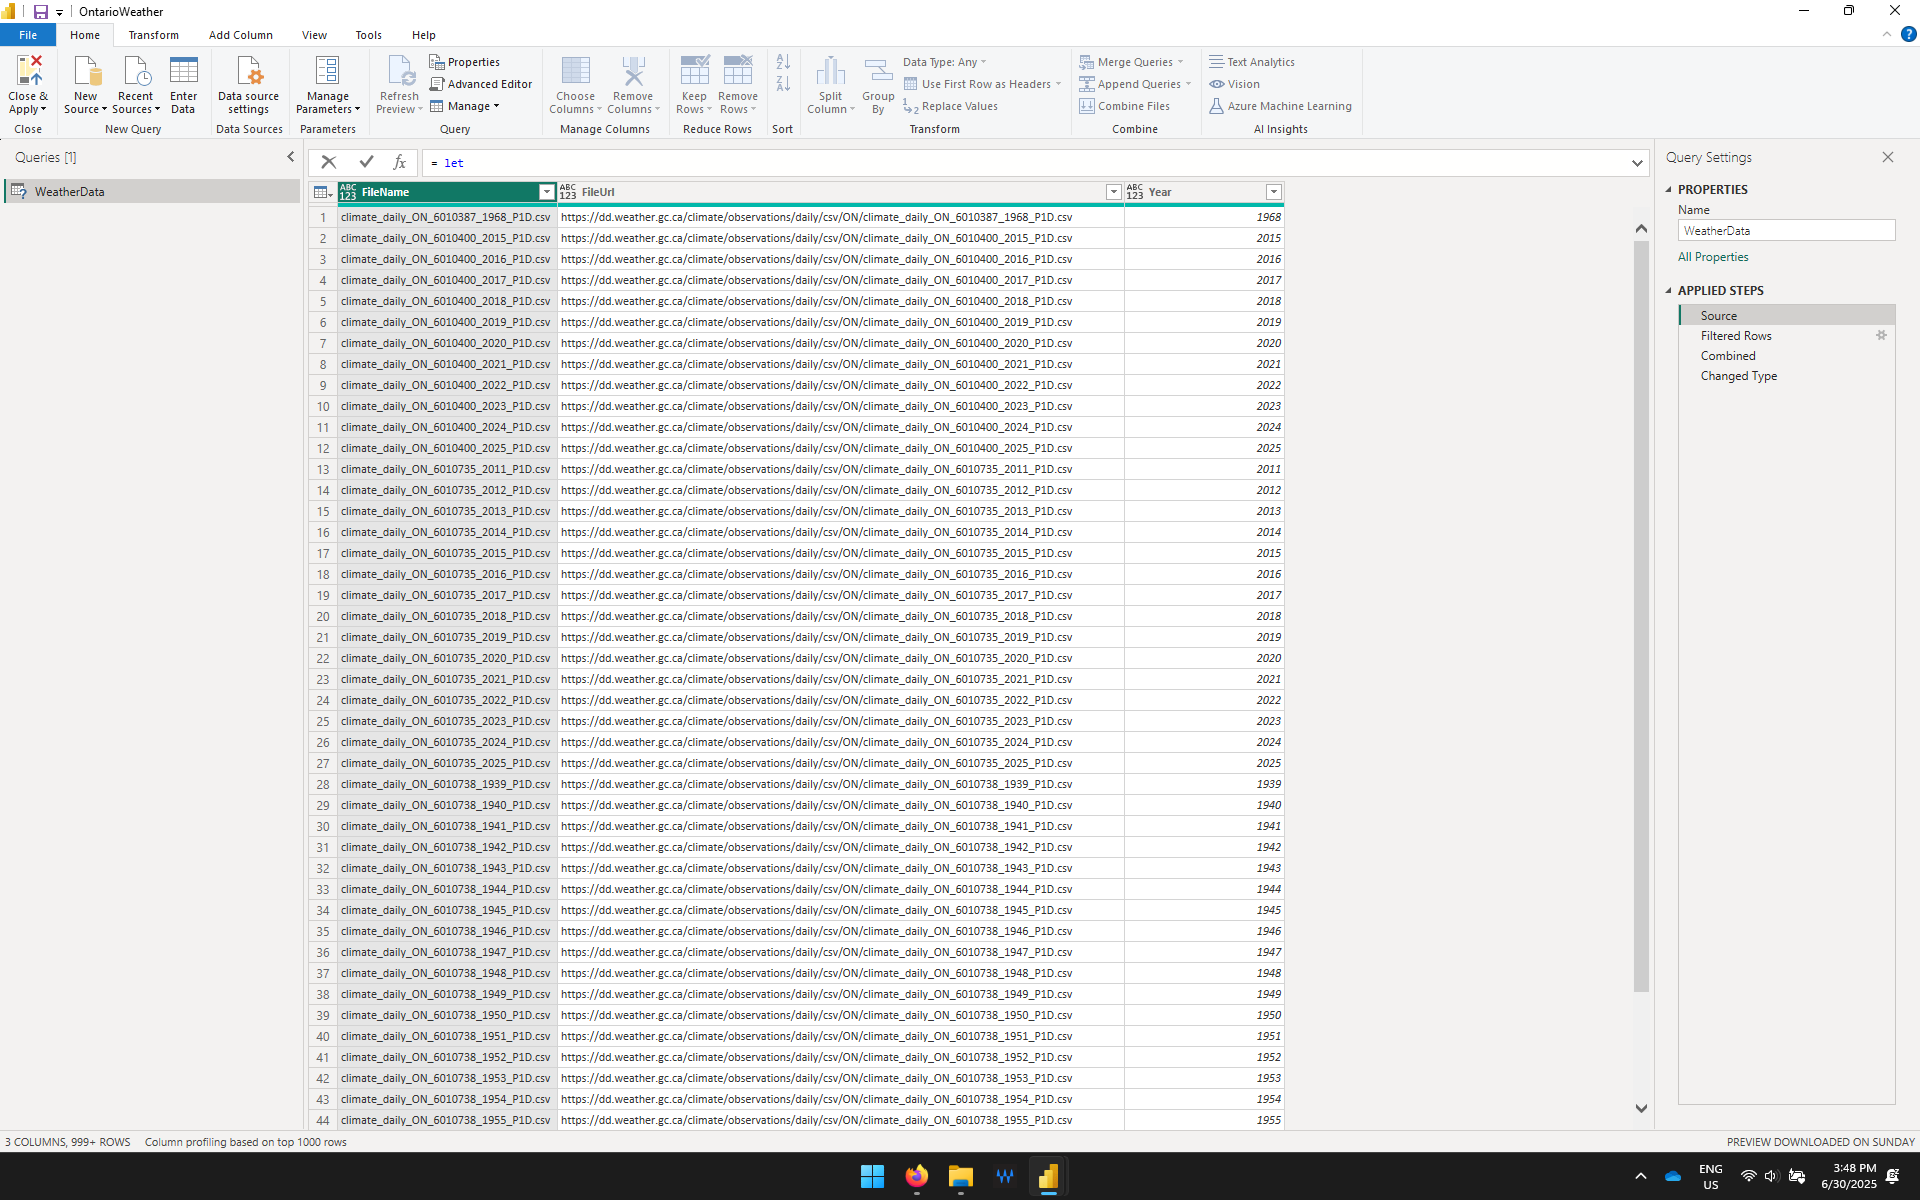 OntarioWeather
File
Home
Transform
Add Column
View
Tools
Help
Close & Apply
Close
New Source
Recent Sources
Enter Data
New Query
Data source settings
Data Sources
Manage Parameters
Parameters
Refresh Preview
Properties
Advanced Editor
Manage
Query
Choose Columns
Remove Columns
Manage Columns
Keep Rows
Remove Rows
Reduce Rows
Sort
Split Column
Group By
Data Type: Any
Use First Row as Headers
Replace Values
Transform
Merge Queries
Append Queries
Combine Files
Combine
Text Analytics
Vision
Azure Machine Learning
AI Insights
Queries [1]
WeatherData
= let
ABC 123 FileName ABC 123 FileUrl ABC 123 Year
1 climate_daily_ON_6010387_1968_P1D.csv https://dd.weather.gc.ca/climate/observations/daily/csv/ON/climate_daily_ON_6010387_1968_P1D.csv 1968
2 climate_daily_ON_6010400_2015_P1D.csv https://dd.weather.gc.ca/climate/observations/daily/csv/ON/climate_daily_ON_6010400_2015_P1D.csv 2015
3 climate_daily_ON_6010400_2016_P1D.csv https://dd.weather.gc.ca/climate/observations/daily/csv/ON/climate_daily_ON_6010400_2016_P1D.csv 2016
4 climate_daily_ON_6010400_2017_P1D.csv https://dd.weather.gc.ca/climate/observations/daily/csv/ON/climate_daily_ON_6010400_2017_P1D.csv 2017
5 climate_daily_ON_6010400_2018_P1D.csv https://dd.weather.gc.ca/climate/observations/daily/csv/ON/climate_daily_ON_6010400_2018_P1D.csv 2018
6 climate_daily_ON_6010400_2019_P1D.csv https://dd.weather.gc.ca/climate/observations/daily/csv/ON/climate_daily_ON_6010400_2019_P1D.csv 2019
7 climate_daily_ON_6010400_2020_P1D.csv https://dd.weather.gc.ca/climate/observations/daily/csv/ON/climate_daily_ON_6010400_2020_P1D.csv 2020
8 climate_daily_ON_6010400_2021_P1D.csv https://dd.weather.gc.ca/climate/observations/daily/csv/ON/climate_daily_ON_6010400_2021_P1D.csv 2021
9 climate_daily_ON_6010400_2022_P1D.csv https://dd.weather.gc.ca/climate/observations/daily/csv/ON/climate_daily_ON_6010400_2022_P1D.csv 2022
10 climate_daily_ON_6010400_2023_P1D.csv https://dd.weather.gc.ca/climate/observations/daily/csv/ON/climate_daily_ON_6010400_2023_P1D.csv 2023
11 climate_daily_ON_6010400_2024_P1D.csv https://dd.weather.gc.ca/climate/observations/daily/csv/ON/climate_daily_ON_6010400_2024_P1D.csv 2024
12 climate_daily_ON_6010400_2025_P1D.csv https://dd.weather.gc.ca/climate/observations/daily/csv/ON/climate_daily_ON_6010400_2025_P1D.csv 2025
13 climate_daily_ON_6010735_2011_P1D.csv https://dd.weather.gc.ca/climate/observations/daily/csv/ON/climate_daily_ON_6010735_2011_P1D.csv 2011
14 climate_daily_ON_6010735_2012_P1D.csv https://dd.weather.gc.ca/climate/observations/daily/csv/ON/climate_daily_ON_6010735_2012_P1D.csv 2012
15 climate_daily_ON_6010735_2013_P1D.csv https://dd.weather.gc.ca/climate/observations/daily/csv/ON/climate_daily_ON_6010735_2013_P1D.csv 2013
16 climate_daily_ON_6010735_2014_P1D.csv https://dd.weather.gc.ca/climate/observations/daily/csv/ON/climate_daily_ON_6010735_2014_P1D.csv 2014
17 climate_daily_ON_6010735_2015_P1D.csv https://dd.weather.gc.ca/climate/observations/daily/csv/ON/climate_daily_ON_6010735_2015_P1D.csv 2015
18 climate_daily_ON_6010735_2016_P1D.csv https://dd.weather.gc.ca/climate/observations/daily/csv/ON/climate_daily_ON_6010735_2016_P1D.csv 2016
19 climate_daily_ON_6010735_2017_P1D.csv https://dd.weather.gc.ca/climate/observations/daily/csv/ON/climate_daily_ON_6010735_2017_P1D.csv 2017
20 climate_daily_ON_6010735_2018_P1D.csv https://dd.weather.gc.ca/climate/observations/daily/csv/ON/climate_daily_ON_6010735_2018_P1D.csv 2018
21 climate_daily_ON_6010735_2019_P1D.csv https://dd.weather.gc.ca/climate/observations/daily/csv/ON/climate_daily_ON_6010735_2019_P1D.csv 2019
22 climate_daily_ON_6010735_2020_P1D.csv https://dd.weather.gc.ca/climate/observations/daily/csv/ON/climate_daily_ON_6010735_2020_P1D.csv 2020
23 climate_daily_ON_6010735_2021_P1D.csv https://dd.weather.gc.ca/climate/observations/daily/csv/ON/climate_daily_ON_6010735_2021_P1D.csv 2021
24 climate_daily_ON_6010735_2022_P1D.csv https://dd.weather.gc.ca/climate/observations/daily/csv/ON/climate_daily_ON_6010735_2022_P1D.csv 2022
25 climate_daily_ON_6010735_2023_P1D.csv https://dd.weather.gc.ca/climate/observations/daily/csv/ON/climate_daily_ON_6010735_2023_P1D.csv 2023
26 climate_daily_ON_6010735_2024_P1D.csv https://dd.weather.gc.ca/climate/observations/daily/csv/ON/climate_daily_ON_6010735_2024_P1D.csv 2024
27 climate_daily_ON_6010735_2025_P1D.csv https://dd.weather.gc.ca/climate/observations/daily/csv/ON/climate_daily_ON_6010735_2025_P1D.csv 2025
28 climate_daily_ON_6010738_1939_P1D.csv https://dd.weather.gc.ca/climate/observations/daily/csv/ON/climate_daily_ON_6010738_1939_P1D.csv 1939
29 climate_daily_ON_6010738_1940_P1D.csv https://dd.weather.gc.ca/climate/observations/daily/csv/ON/climate_daily_ON_6010738_1940_P1D.csv 1940
30 climate_daily_ON_6010738_1941_P1D.csv https://dd.weather.gc.ca/climate/observations/daily/csv/ON/climate_daily_ON_6010738_1941_P1D.csv 1941
31 climate_daily_ON_6010738_1942_P1D.csv https://dd.weather.gc.ca/climate/observations/daily/csv/ON/climate_daily_ON_6010738_1942_P1D.csv 1942
32 climate_daily_ON_6010738_1943_P1D.csv https://dd.weather.gc.ca/climate/observations/daily/csv/ON/climate_daily_ON_6010738_1943_P1D.csv 1943
33 climate_daily_ON_6010738_1944_P1D.csv https://dd.weather.gc.ca/climate/observations/daily/csv/ON/climate_daily_ON_6010738_1944_P1D.csv 1944
34 climate_daily_ON_6010738_1945_P1D.csv https://dd.weather.gc.ca/climate/observations/daily/csv/ON/climate_daily_ON_6010738_1945_P1D.csv 1945
35 climate_daily_ON_6010738_1946_P1D.csv https://dd.weather.gc.ca/climate/observations/daily/csv/ON/climate_daily_ON_6010738_1946_P1D.csv 1946
36 climate_daily_ON_6010738_1947_P1D.csv https://dd.weather.gc.ca/climate/observations/daily/csv/ON/climate_daily_ON_6010738_1947_P1D.csv 1947
37 climate_daily_ON_6010738_1948_P1D.csv https://dd.weather.gc.ca/climate/observations/daily/csv/ON/climate_daily_ON_6010738_1948_P1D.csv 1948
38 climate_daily_ON_6010738_1949_P1D.csv https://dd.weather.gc.ca/climate/observations/daily/csv/ON/climate_daily_ON_6010738_1949_P1D.csv 1949
39 climate_daily_ON_6010738_1950_P1D.csv https://dd.weather.gc.ca/climate/observations/daily/csv/ON/climate_daily_ON_6010738_1950_P1D.csv 1950
40 climate_daily_ON_6010738_1951_P1D.csv https://dd.weather.gc.ca/climate/observations/daily/csv/ON/climate_daily_ON_6010738_1951_P1D.csv 1951
41 climate_daily_ON_6010738_1952_P1D.csv https://dd.weather.gc.ca/climate/observations/daily/csv/ON/climate_daily_ON_6010738_1952_P1D.csv 1952
42 climate_daily_ON_6010738_1953_P1D.csv https://dd.weather.gc.ca/climate/observations/daily/csv/ON/climate_daily_ON_6010738_1953_P1D.csv 1953
43 climate_daily_ON_6010738_1954_P1D.csv https://dd.weather.gc.ca/climate/observations/daily/csv/ON/climate_daily_ON_6010738_1954_P1D.csv 1954
44 climate_daily_ON_6010738_1955_P1D.csv https://dd.weather.gc.ca/climate/observations/daily/csv/ON/climate_daily_ON_6010738_1955_P1D.csv 1955
Query Settings
PROPERTIES
Name
WeatherData
All Properties
APPLIED STEPS
Source
Filtered Rows
Combined
Changed Type
3 COLUMNS, 999+ ROWS Column profiling based on top 1000 rows
PREVIEW DOWNLOADED ON SUNDAY
ENG
US
3:48 PM
6/30/2025